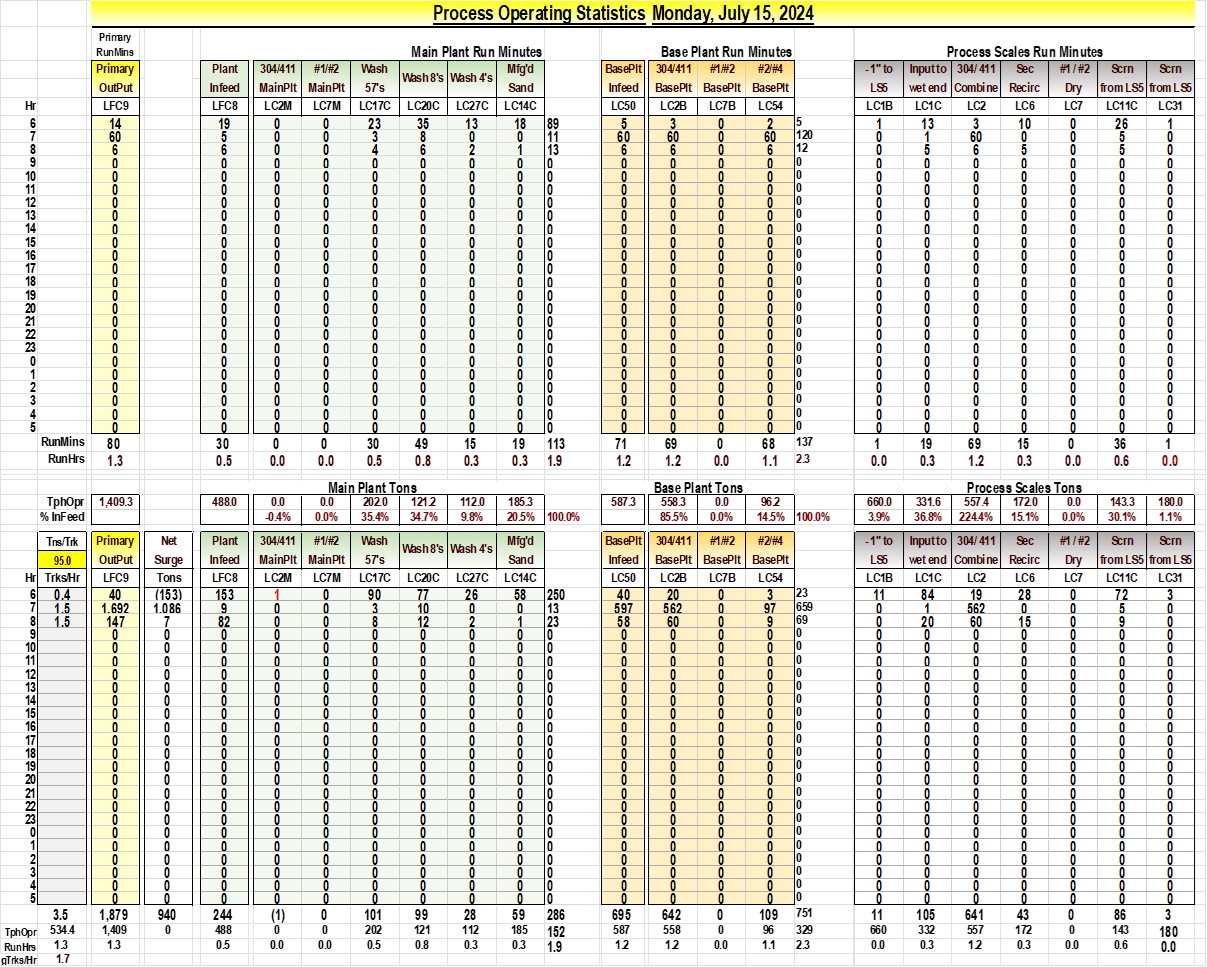 Process Operating Statistics Monday, July 15, 2024
Primary
RunMins Main Plant Run Minutes Base Plant Run Minutes Process Scales Run Minutes
Primary Plant 304/411 #1/#2 Wash Wash 8's Wash 4's Mfg'd BasePlt 304/411 #1/#2 #2/#4 -1" to Input to 304/ 411 Sec #1 / #2 Scrn Scrn
OutPut Infeed MainPlt MainPlt 57's Sand Infeed BasePlt BasePlt BasePlt LS5 wet end Combine Recirc Dry from LS5 from LS5
Hr LFC9 LFC8 LC2M LC7M LC17C LC20C LC27C LC14C LC50 LC2B LC7B LC54 LC1B LC1C LC2 LC6 LC7 LC11C LC31
6 14 19 0 0 23 35 13 18 89 5 3 0 2 5 1 13 3 10 0 26 1
7 60 5 0 0 3 8 0 0 11 60 60 0 60 120 0 1 60 0 0 5 0
8 6 6 0 0 4 6 2 1 13 6 6 0 6 12 0 5 6 5 0 5 0
9 0 0 0 0 0 0 0 0 0 0 0 0 0 0 0 0 0 0 0 0 0
10 0 0 0 0 0 0 0 0 0 0 0 0 0 0 0 0 0 0 0 0 0
11 0 0 0 0 0 0 0 0 0 0 0 0 0 0 0 0 0 0 0 0 0
12 0 0 0 0 0 0 0 0 0 0 0 0 0 0 0 0 0 0 0 0 0
13 0 0 0 0 0 0 0 0 0 0 0 0 0 0 0 0 0 0 0 0 0
14 0 0 0 0 0 0 0 0 0 0 0 0 0 0 0 0 0 0 0 0 0
15 0 0 0 0 0 0 0 0 0 0 0 0 0 0 0 0 0 0 0 0 0
16 0 0 0 0 0 0 0 0 0 0 0 0 0 0 0 0 0 0 0 0 0
17 0 0 0 0 0 0 0 0 0 0 0 0 0 0 0 0 0 0 0 0 0
18 0 0 0 0 0 0 0 0 0 0 0 0 0 0 0 0 0 0 0 0 0
19 0 0 0 0 0 0 0 0 0 0 0 0 0 0 0 0 0 0 0 0 0
20 0 0 0 0 0 0 0 0 0 0 0 0 0 0 0 0 0 0 0 0 0
21 0 0 0 0 0 0 0 0 0 0 0 0 0 0 0 0 0 0 0 0 0
22 0 0 0 0 0 0 0 0 0 0 0 0 0 0 0 0 0 0 0 0 0
23 0 0 0 0 0 0 0 0 0 0 0 0 0 0 0 0 0 0 0 0 0
0 0 0 0 0 0 0 0 0 0 0 0 0 0 0 0 0 0 0 0 0 0
1 0 0 0 0 0 0 0 0 0 0 0 0 0 0 0 0 0 0 0 0 0
2 0 0 0 0 0 0 0 0 0 0 0 0 0 0 0 0 0 0 0 0 0
3 0 0 0 0 0 0 0 0 0 0 0 0 0 0 0 0 0 0 0 0 0
4 0 0 0 0 0 0 0 0 0 0 0 0 0 0 0 0 0 0 0 0 0
5 0 0 0 0 0 0 0 0 0 0 0 0 0 0 0 0 0 0 0 0 0
RunMins 80 30 0 0 30 49 15 19 113 71 69 0 68 137 1 19 69 15 0 36 1
RunHrs 1.3 0.5 0.0 0.0 0.5 0.8 0.3 0.3 1.9 1.2 1.2 0.0 1.1 2.3 0.0 0.3 1.2 0.3 0.0 0.6 0.0
Main Plant Tons Base Plant Tons Process Scales Tons
TphOpr 1,409.3 488.0 0.0 0.0 202.0 121.2 112.0 185.3 587.3 558.3 0.0 96.2 660.0 331.6 557.4 172.0 0.0 143.3 180.0
% InFeed -0.4% 0.0% 35.4% 34.7% 9.8% 20.5% 100.0% 85.5% 0.0% 14.5% 100.0% 3.9% 36.8% 224.4% 15.1% 0.0% 30.1% 1.1%
Tns/Trk Primary Net Plant 304/411 #1/#2 Wash Wash 8's Wash 4's Mfg'd BasePlt 304/411 #1/#2 #2/#4 -1" to Input to 304/ 411 Sec #1 / #2 Scrn Scrn
95.0 OutPut Surge Infeed MainPlt MainPlt 57's Sand Infeed BasePlt BasePlt BasePlt LS5 wet end Combine Recirc Dry from LS5 from LS5
Hr Trks/Hr LFC9 Tons LFC8 LC2M LC7M LC17C LC20C LC27C LC14C LC50 LC2B LC7B LC54 LC1B LC1C LC2 LC6 LC7 LC11C LC31
6 0.4 40 (153) 153 1 0 90 77 26 58 250 40 20 0 3 23 11 84 19 28 0 72 3
7 1.5 1.692 1.086 9 0 0 3 10 0 0 13 597 562 0 97 659 0 1 562 0 0 5 0
8 1.5 147 7 82 0 0 8 12 2 1 23 58 60 0 9 69 0 20 60 15 0 9 0
9 0 0 0 0 0 0 0 0 0 0 0 0 0 0 0 0 0 0 0 0 0 0
10 0 0 0 0 0 0 0 0 0 0 0 0 0 0 0 0 0 0 0 0 0 0
11 0 0 0 0 0 0 0 0 0 0 0 0 0 0 0 0 0 0 0 0 0 0
12 0 0 0 0 0 0 0 0 0 0 0 0 0 0 0 0 0 0 0 0 0 0
13 0 0 0 0 0 0 0 0 0 0 0 0 0 0 0 0 0 0 0 0 0 0
14 0 0 0 0 0 0 0 0 0 0 0 0 0 0 0 0 0 0 0 0 0 0
15 0 0 0 0 0 0 0 0 0 0 0 0 0 0 0 0 0 0 0 0 0 0
16 0 0 0 0 0 0 0 0 0 0 0 0 0 0 0 0 0 0 0 0 0 0
17 0 0 0 0 0 0 0 0 0 0 0 0 0 0 0 0 0 0 0 0 0 0
18 0 0 0 0 0 0 0 0 0 0 0 0 0 0 0 0 0 0 0 0 0 0
19 0 0 0 0 0 0 0 0 0 0 0 0 0 0 0 0 0 0 0 0 0 0
20 0 0 0 0 0 0 0 0 0 0 0 0 0 0 0 0 0 0 0 0 0 0
21 0 0 0 0 0 0 0 0 0 0 0 0 0 0 0 0 0 0 0 0 0 0
22 0 0 0 0 0 0 0 0 0 0 0 0 0 0 0 0 0 0 0 0 0 0
23 0 0 0 0 0 0 0 0 0 0 0 0 0 0 0 0 0 0 0 0 0 0
0 0 0 0 0 0 0 0 0 0 0 0 0 0 0 0 0 0 0 0 0 0 0
1 0 0 0 0 0 0 0 0 0 0 0 0 0 0 0 0 0 0 0 0 0 0
2 0 0 0 0 0 0 0 0 0 0 0 0 0 0 0 0 0 0 0 0 0 0
3 0 0 0 0 0 0 0 0 0 0 0 0 0 0 0 0 0 0 0 0 0 0
4 0 0 0 0 0 0 0 0 0 0 0 0 0 0 0 0 0 0 0 0 0 0
5 0 0 0 0 0 0 0 0 0 0 0 0 0 0 0 0 0 0 0 0 0 0
3.5 1,879 940 244 (1) 0 101 99 28 59 286 695 642 0 109 751 11 105 641 43 0 86 3
TphOpr 534.4 1,409 0 488 0 0 202 121 112 185 152 587 558 0 96 329 660 332 557 172 0 143 180
RunHrs 1.3 1.3 0.5 0.0 0.0 0.5 0.8 0.3 0.3 1.9 1.2 1.2 0.0 1.1 2.3 0.0 0.3 1.2 0.3 0.0 0.6 0.0
gTrks/Hr 1.7